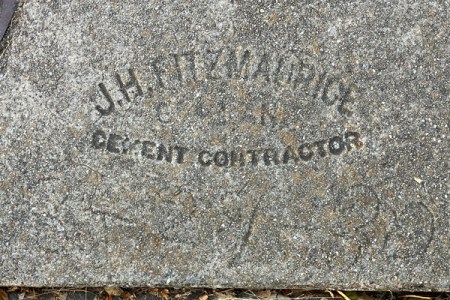 J.H. FITZMAURICE
CEMENT CONTRACTOR